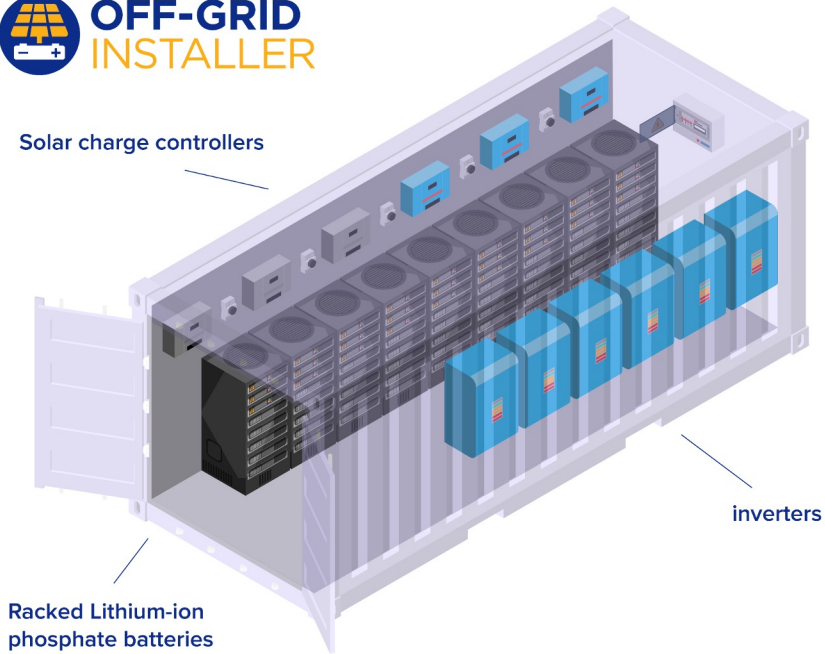 OFF-GRID
INSTALLER
Solar charge controllers
inverters
Racked Lithium-ion
phosphate batteries